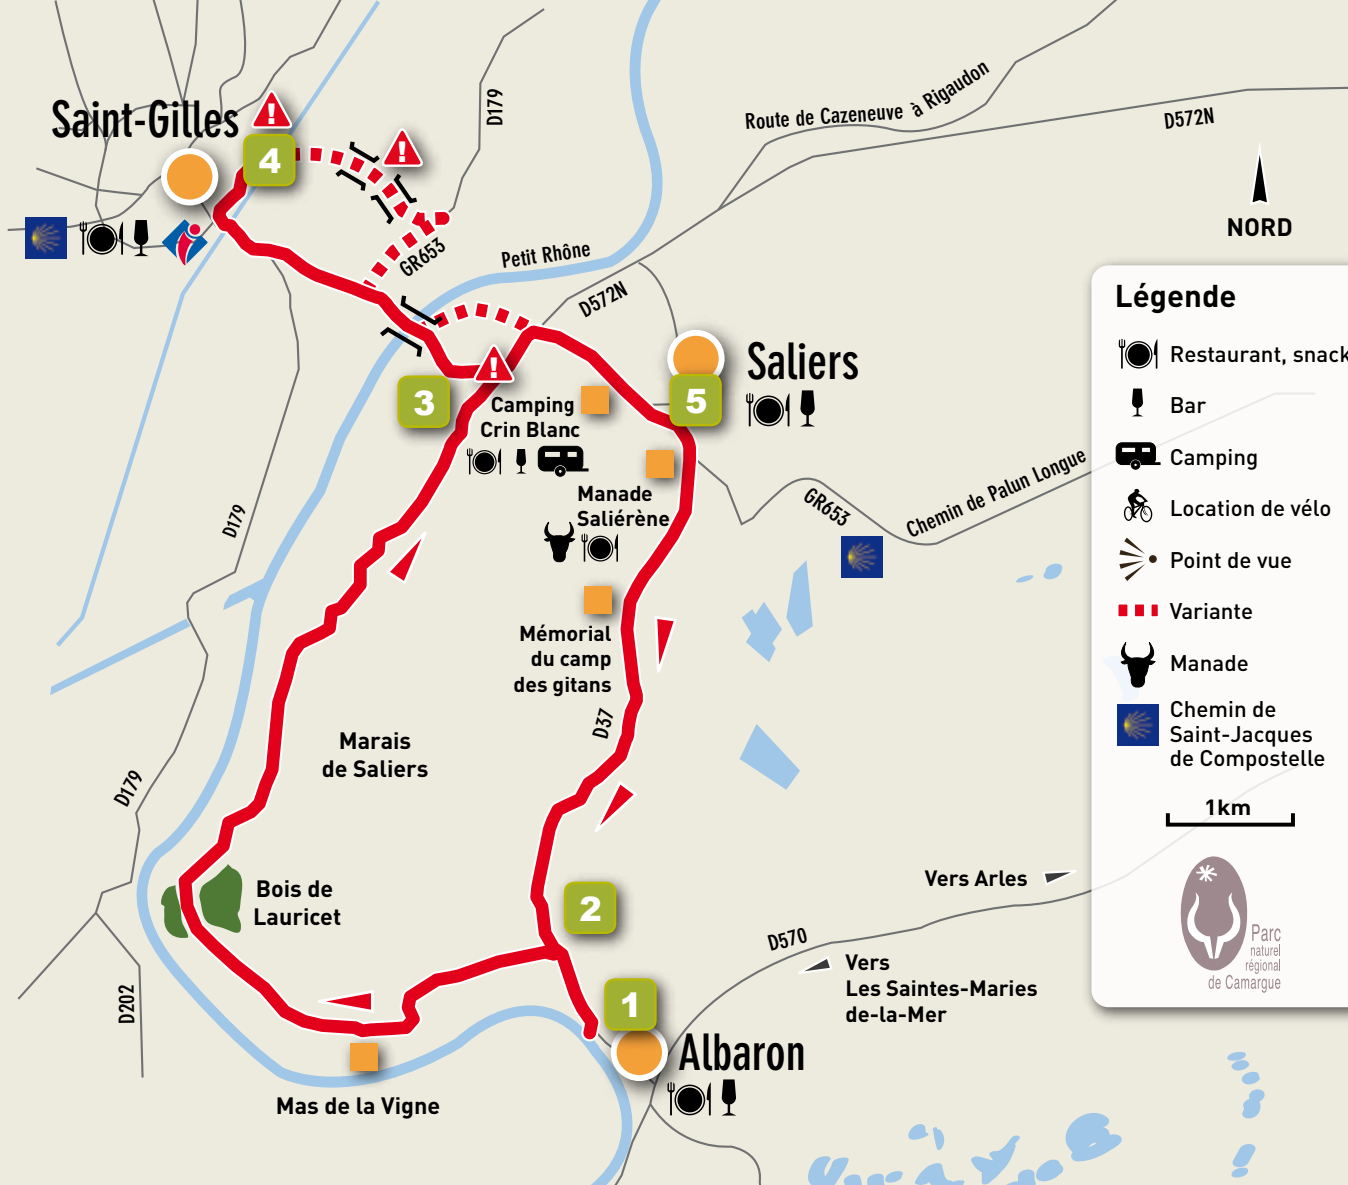 D179
Route de Cazeneuve à Rigaudon
D572N
Saint-Gilles
!
4
!
NORD
GR653
Petit Rhône
D572N
Légende
Restaurant, snack
Bar
Camping
Location de vélo
Point de vue
Variante
Manade
Chemin de
Saint-Jacques
de Compostelle
1km
Parc
naturel
régional
de Camargue
Saliers
!
3
5
Camping
Crin Blanc
Manade
Saliérène
GR653
Chemin de Palun Longue
D179
Mémorial
du camp
des gitans
D37
Marais
de Saliers
D179
Bois de
Lauricet
2
Vers Arles
D570
Vers
Les Saintes-Maries
de-la-Mer
D202
1
Albaron
Mas de la Vigne